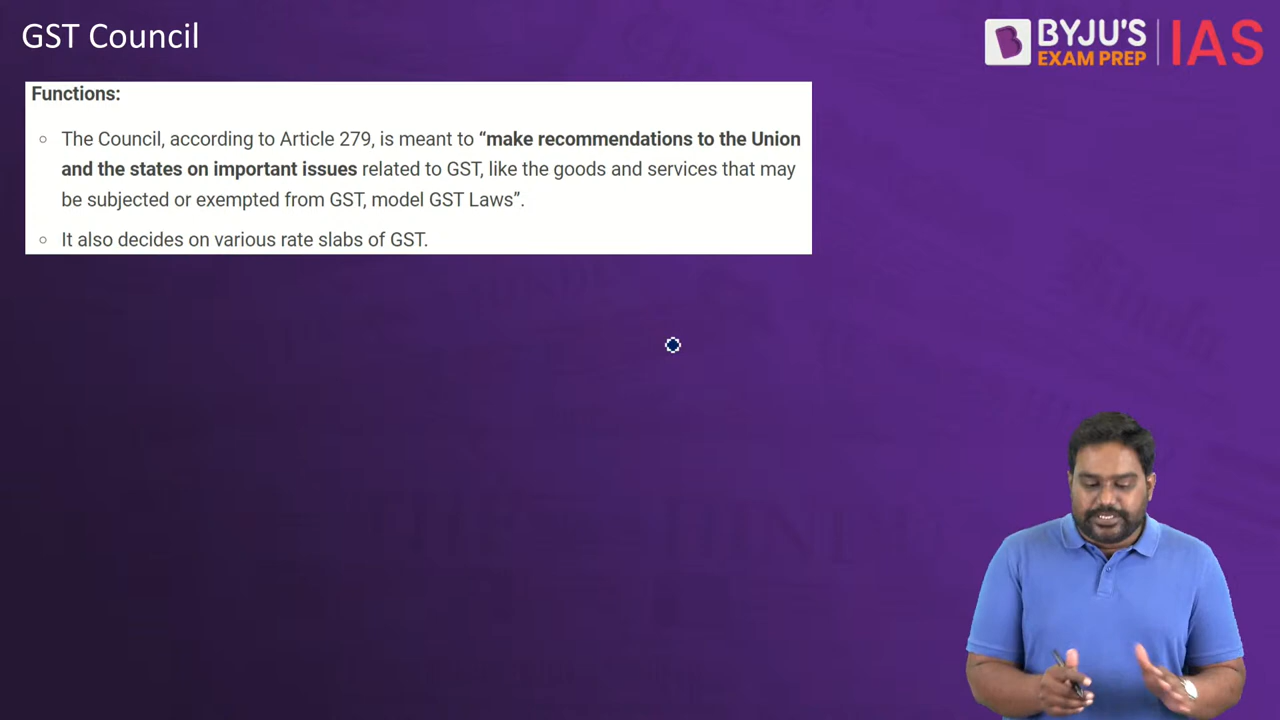 GST Council
BYJU'S
EXAM PREP
IAS
Functions:
The Council, according to Article 279, is meant to “make recommendations to the Union
and the states on important issues related to GST, like the goods and services that may
be subjected or exempted from GST, model GST Laws”.
It also decides on various rate slabs of GST.